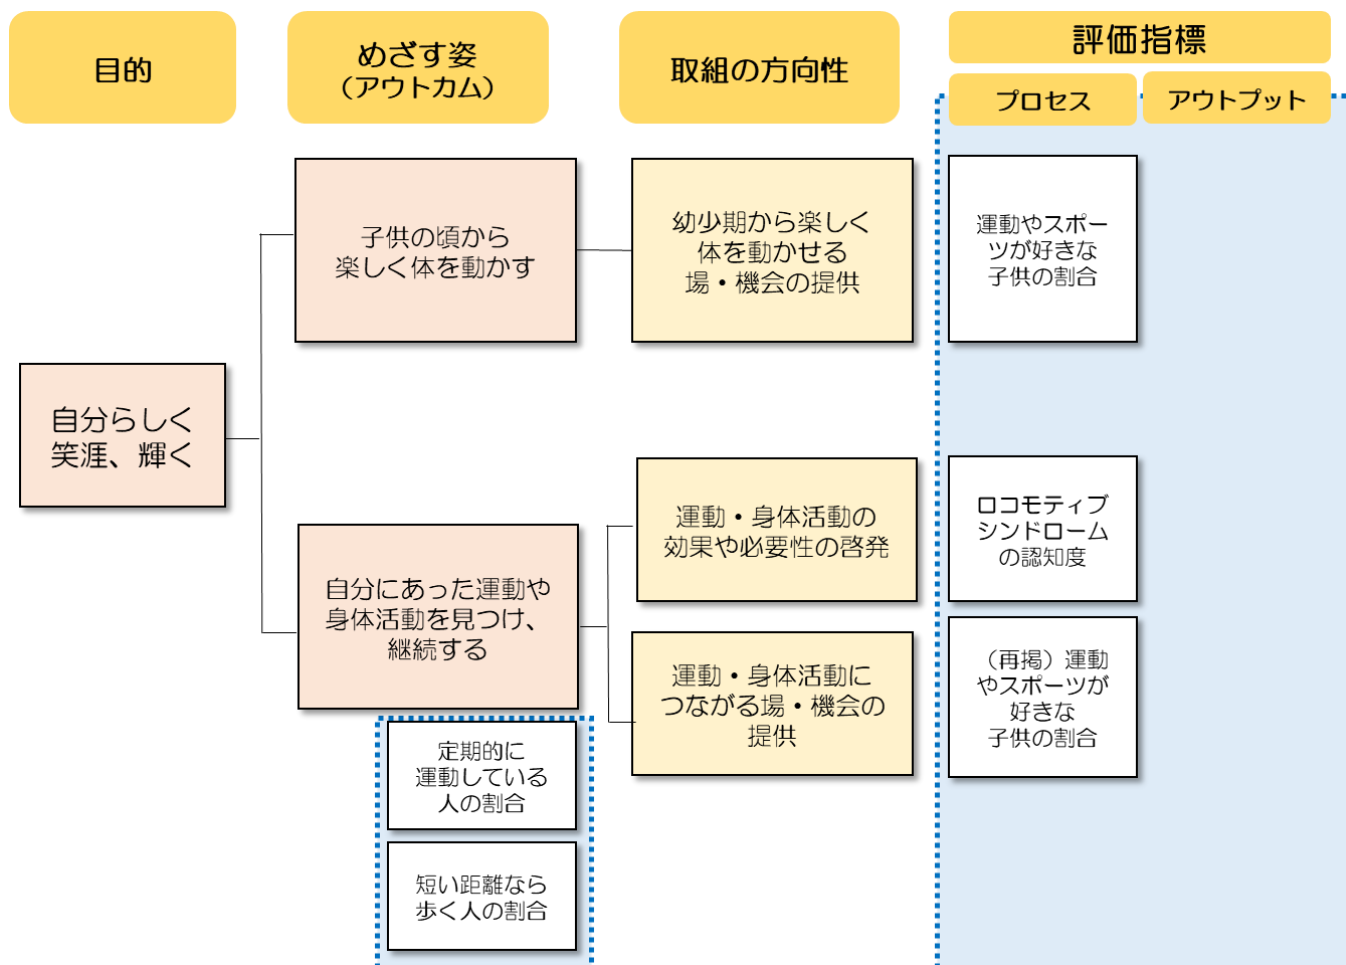 目的
めざす姿
（アウトカム）
取組の方向性
評価指標
プロセス
アウトプット
自分らしく
笑涯、輝く
子供の頃から
楽しく体を動かす
幼少期から楽しく
体を動かせる
場・機会の提供
運動やスポー
ツが好きな
子供の割合
自分にあった運動や
身体活動を見つけ、
継続する
運動・身体活動の
効果や必要性の啓発
ロコモティブ
シンドローム
の認知度
運動・身体活動に
つながる場・機会の
提供
（再掲）運動
やスポーツが
好きな
子供の割合
定期的に
運動している
人の割合
短い距離なら
歩く人の割合